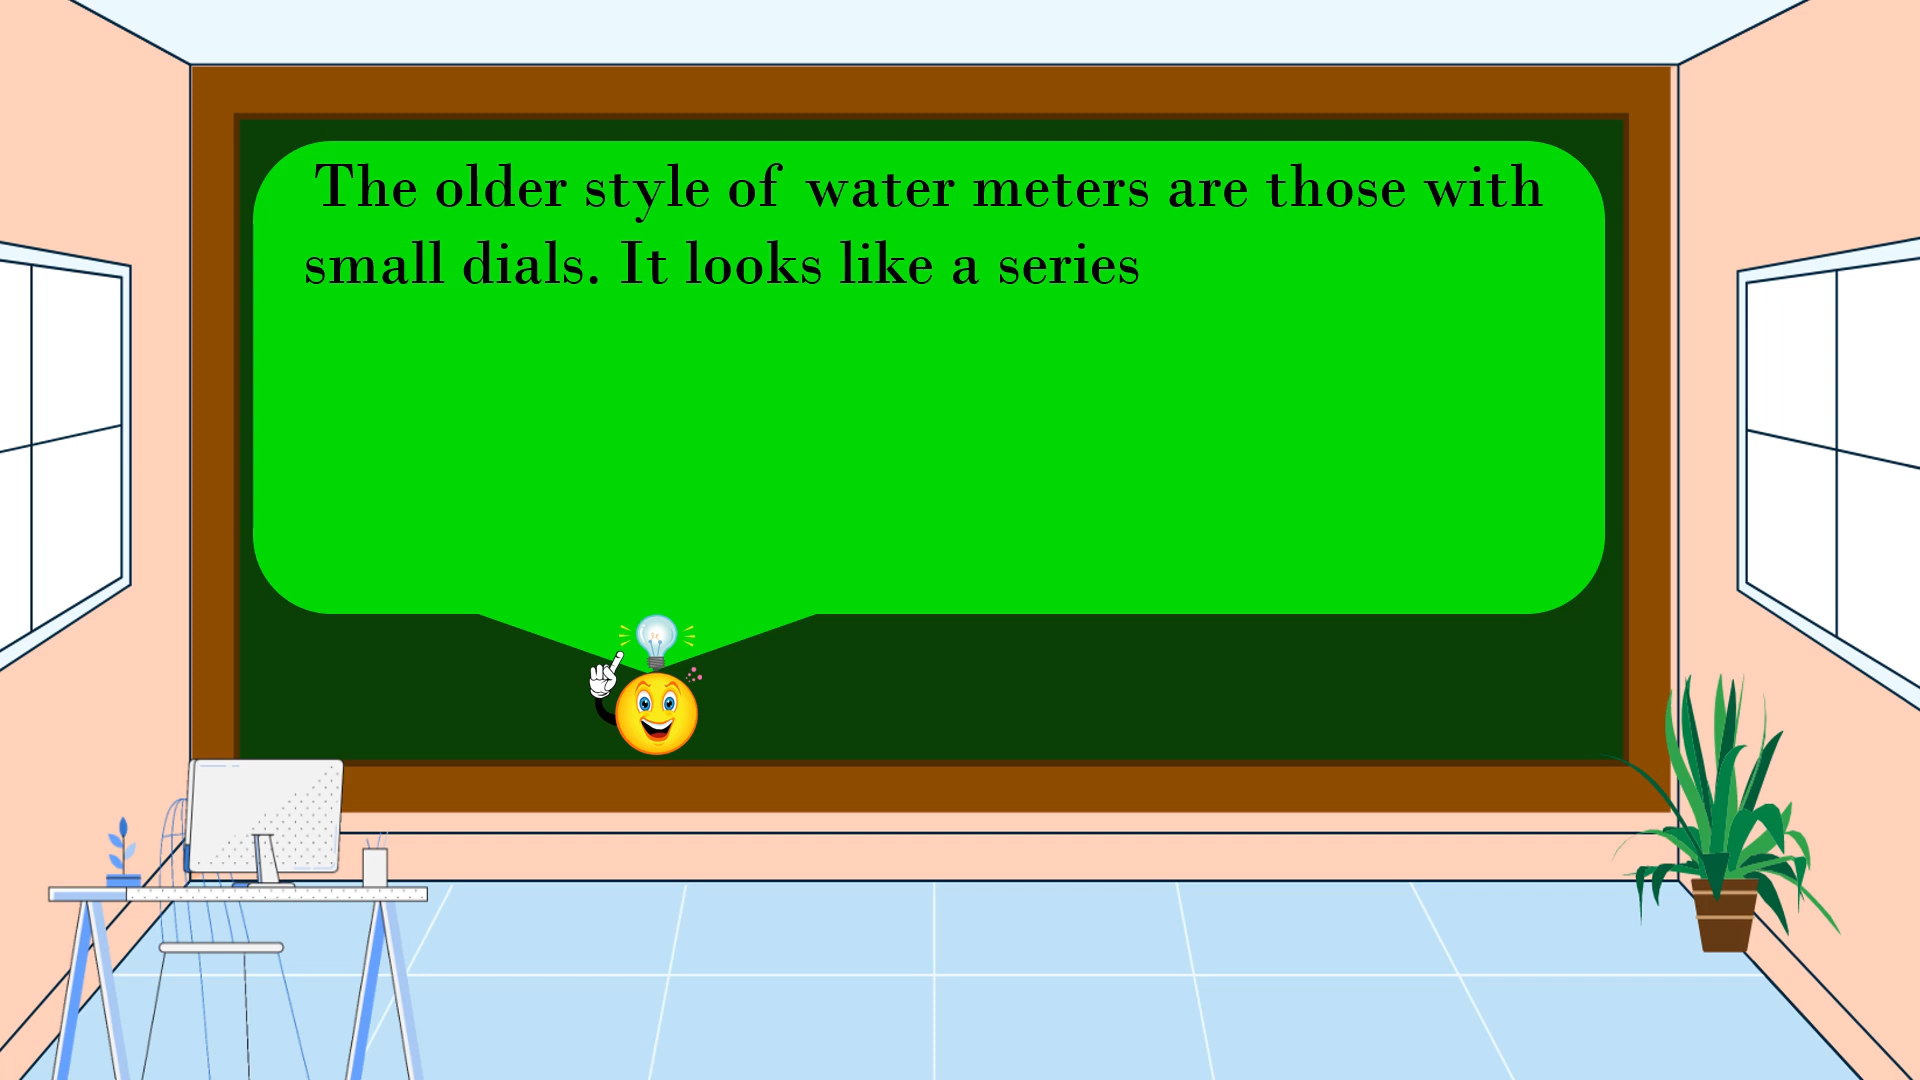 The older style of water meters are those with
small dials. It looks like a series